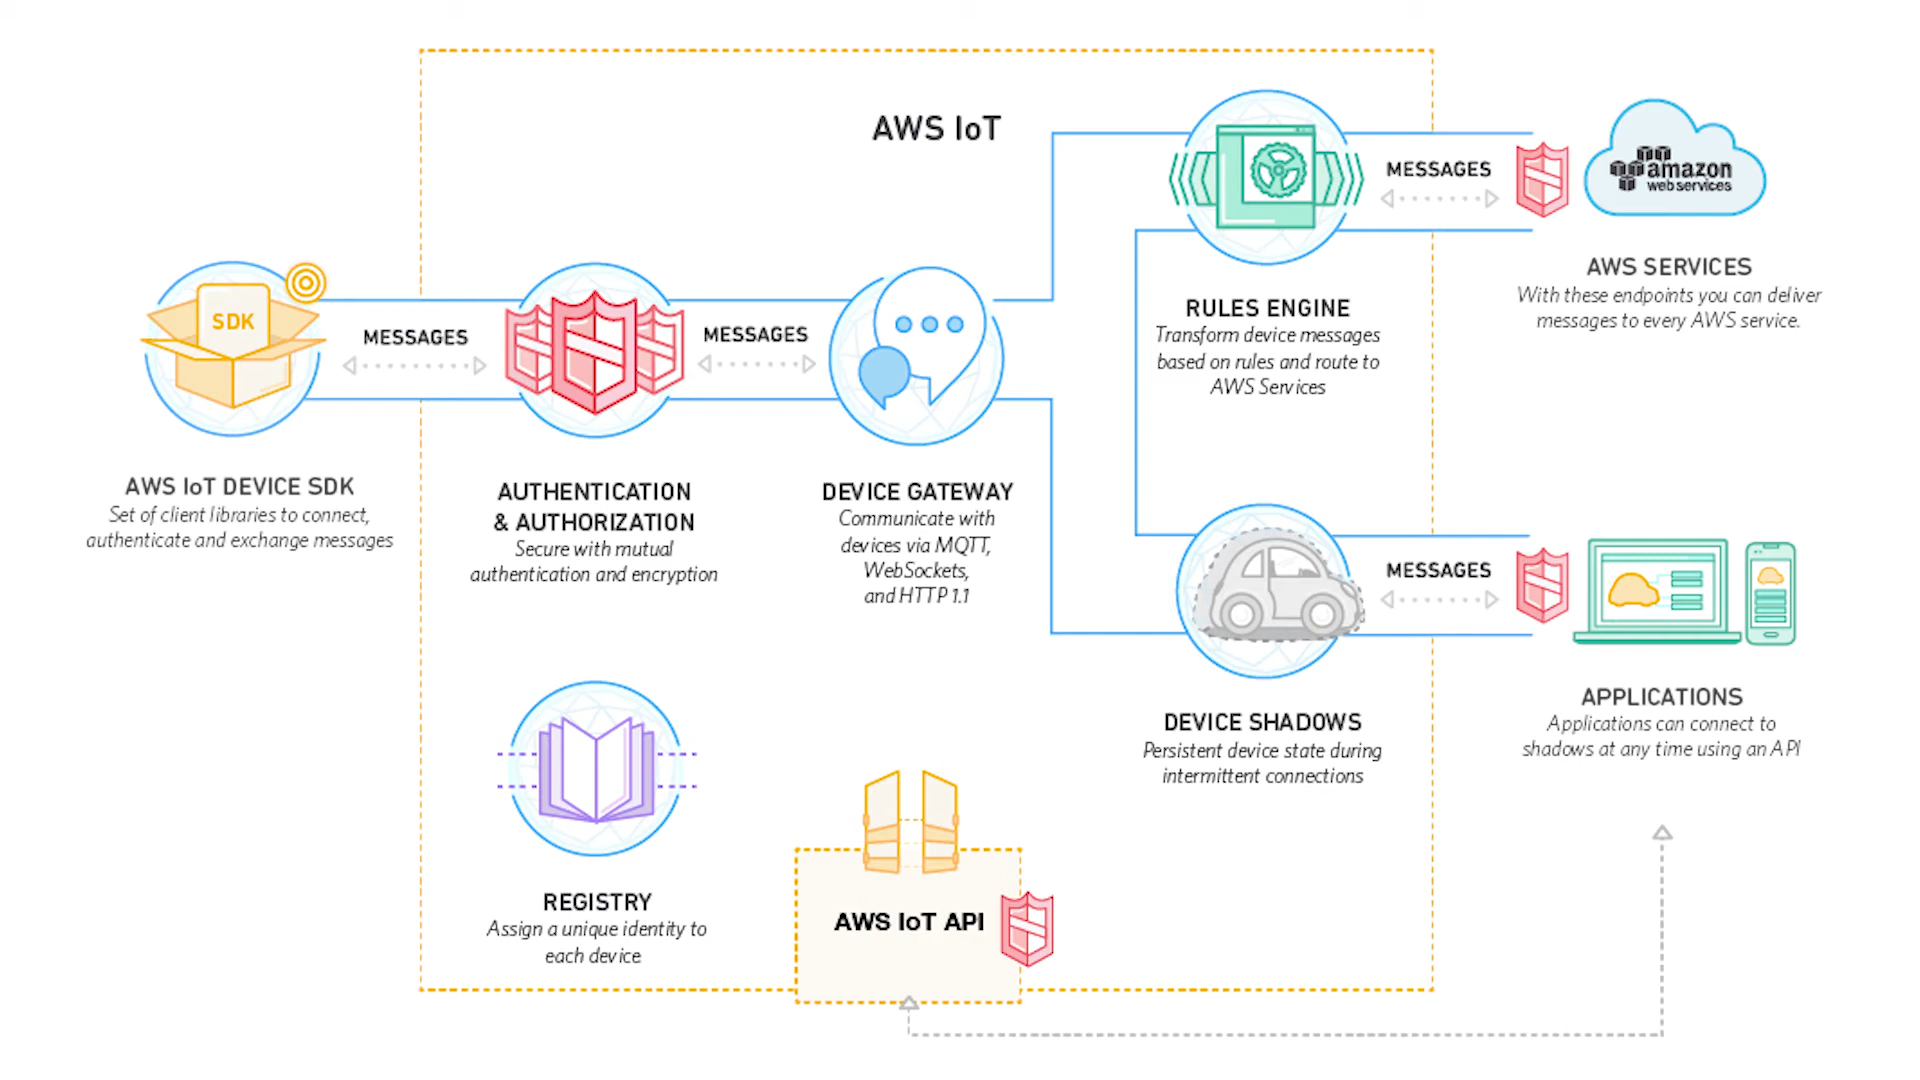 AWS IoT
MESSAGES
amazon
web services
AWS SERVICES
With these endpoints you can deliver
messages to every AWS service.
RULES ENGINE
Transform device messages
based on rules and route to
AWS Services
SDK
MESSAGES
MESSAGES
AWS IoT DEVICE SDK
Set of client libraries to connect,
authenticate and exchange messages
AUTHENTICATION
& AUTHORIZATION
Secure with mutual
authentication and encryption
DEVICE GATEWAY
Communicate with
devices via MQTT,
WebSockets,
and HTTP 1.1
MESSAGES
DEVICE SHADOWS
Persistent device state during
intermittent connections
APPLICATIONS
Applications can connect to
shadows at any time using an API
REGISTRY
Assign a unique identity to
each device
AWS IoT API